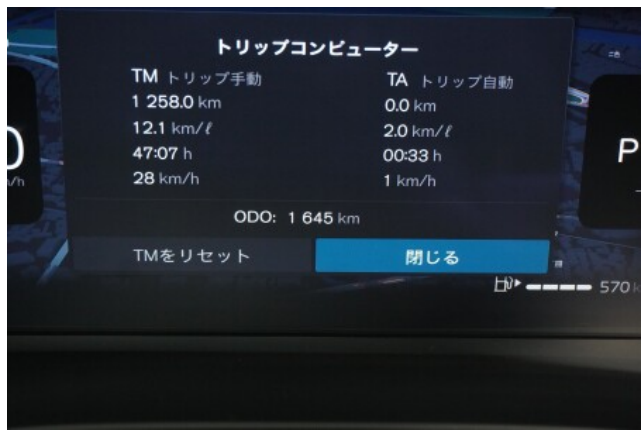 トリップコンピューター
TM トリップ手動
TA トリップ自動
1 258.0 km
0.0 km
12.1 km/ℓ
2.0 km/ℓ
47:07 h
00:33 h
28 km/h
1 km/h
ODO: 1 645 km
TMをリセット
閉じる
P
570